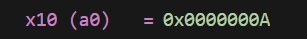 x10 (a0)   = 0x0000000A